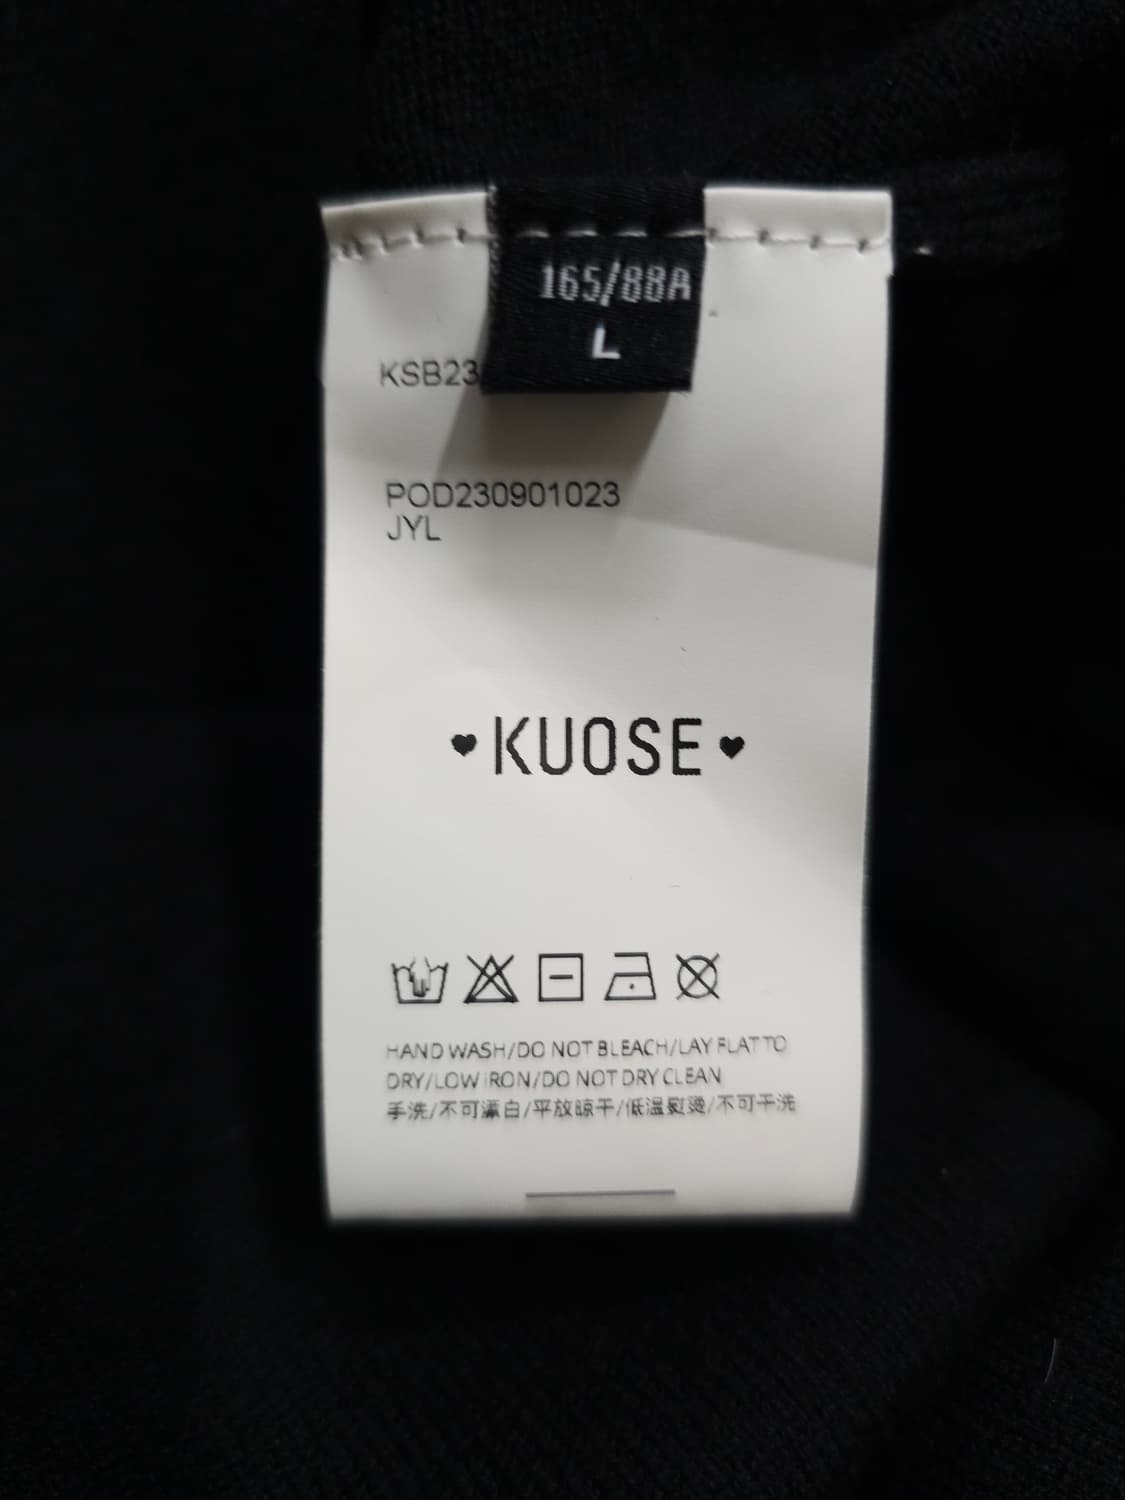 165/88A
L
KSB23
POD230901023
JYL
♥KUOSE♥
HAND WASH/DO NOT BLEACH/LAY FLAT TO
DRY/LOW IRON/DO NOT DRY CLEAN
手洗/不可漂白/平放晾干/低温熨烫/不可干洗